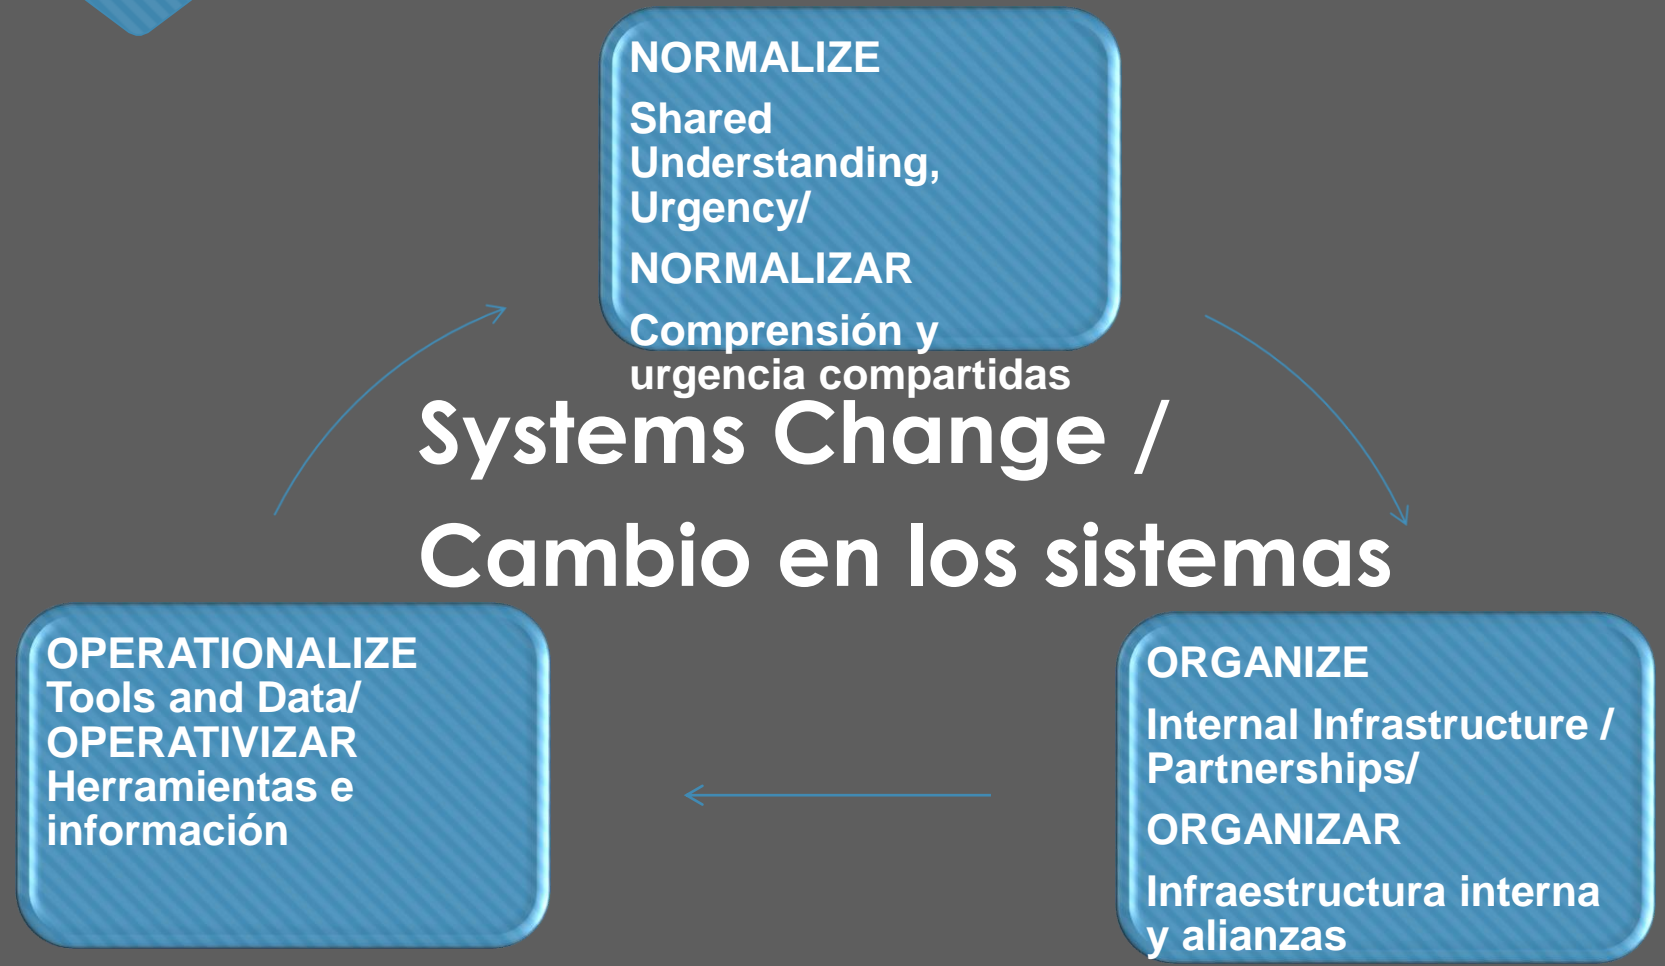 NORMALIZE
Shared
Understanding,
Urgency/
NORMALIZAR
Comprensión y
urgencia compartidas
Systems Change /
Cambio en los sistemas
OPERATIONALIZE
Tools and Data/
OPERATIVIZAR
Herramientas e
información
ORGANIZE
Internal Infrastructure /
Partnerships/
ORGANIZAR
Infraestructura interna
y alianzas